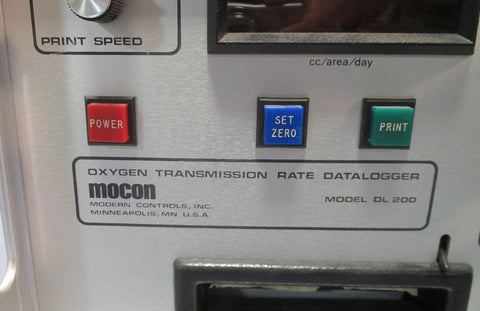 PRINT SPEED
cc/area/day
POWER
SET
ZERO
PRINT
OXYGEN TRANSMISSION RATE DATALOGGER
mocon
MODERN CONTROLS, INC.
MINNEAPOLIS, MN U.S.A.
MODEL DL 200